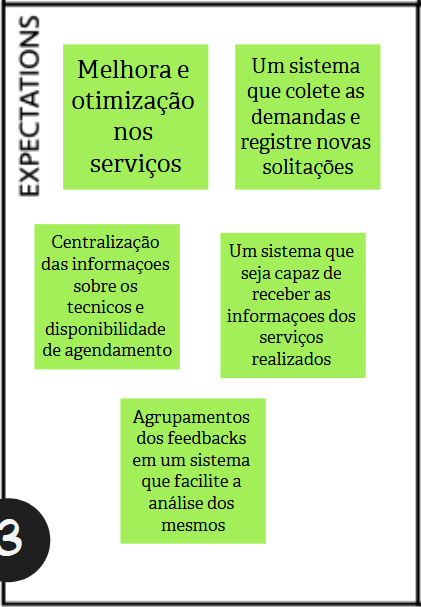 EXPECTATIONS
Melhora e
otimização
nos
serviços
Um sistema
que colete as
demandas e
registre novas
solitações
Centralização
das informaçoes
sobre os
tecnicos e
disponibilidade
de agendamento
Um sistema que
seja capaz de
receber as
informaçoes dos
serviços
realizados
Agrupamentos
dos feedbacks
em um sistema
que facilite a
análise dos
mesmos
3